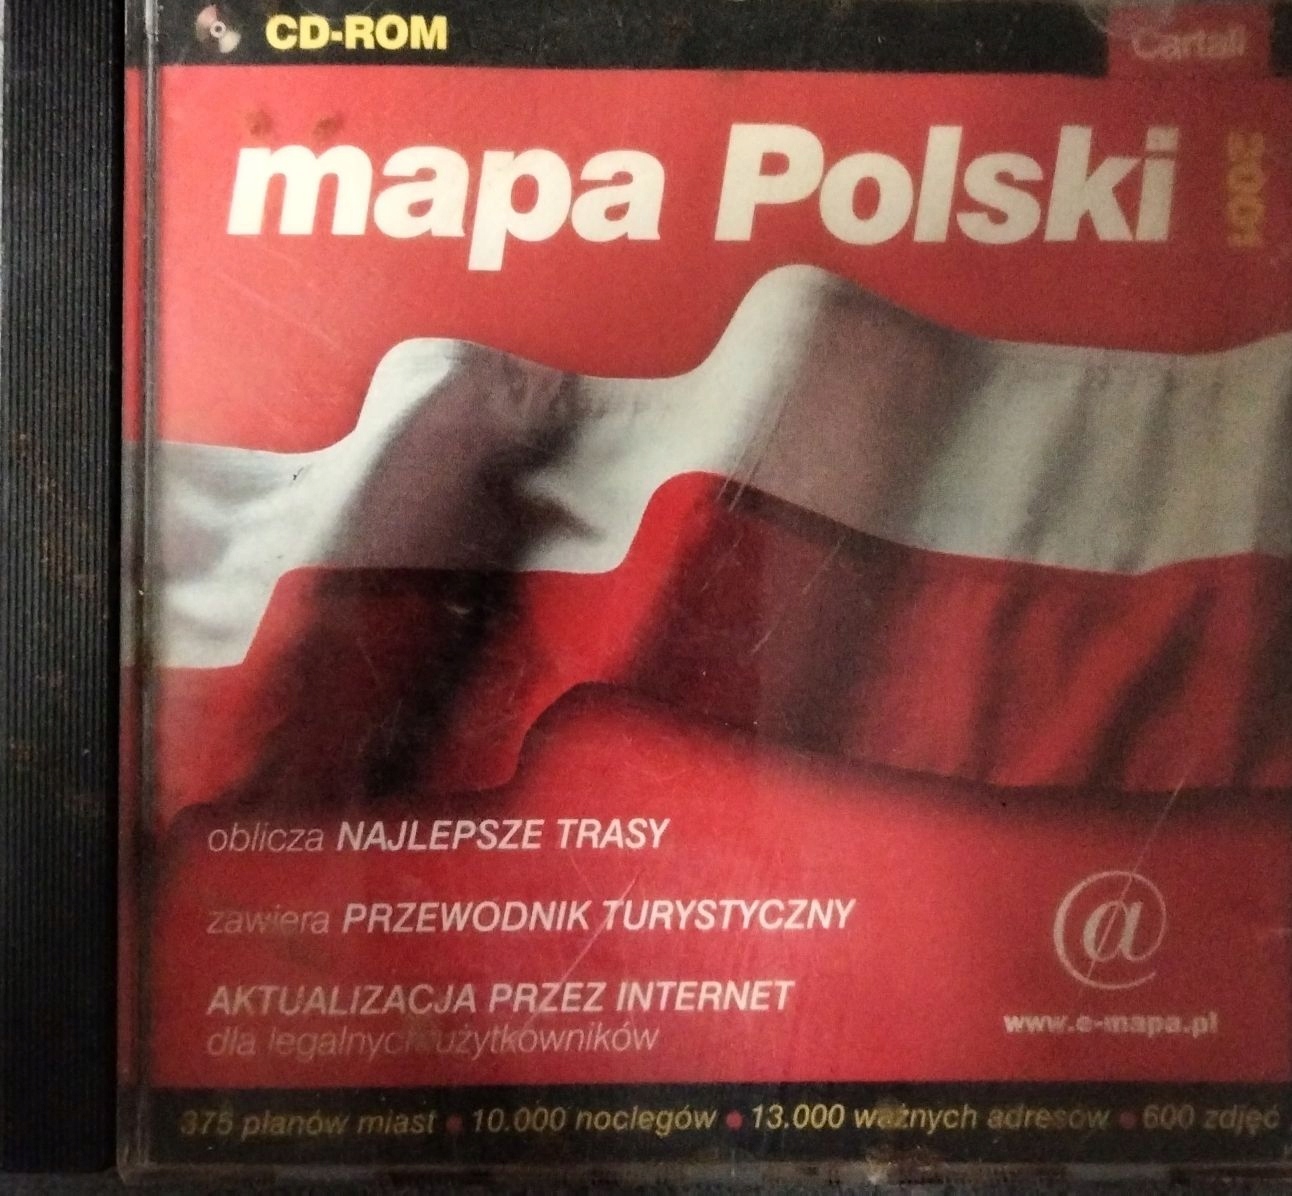 CD-ROM
Cartall
mapa Polski
2001
oblicza NAJLEPSZE TRASY
zawiera PRZEWODNIK TURYSTYCZNY
AKTUALIZACJA PRZEZ INTERNET
dla legalnych użytkowników
@
www.e-mapa.pl
375 planów miast • 10.000 noclegów • 13.000 ważnych adresów • 600 zdjęć